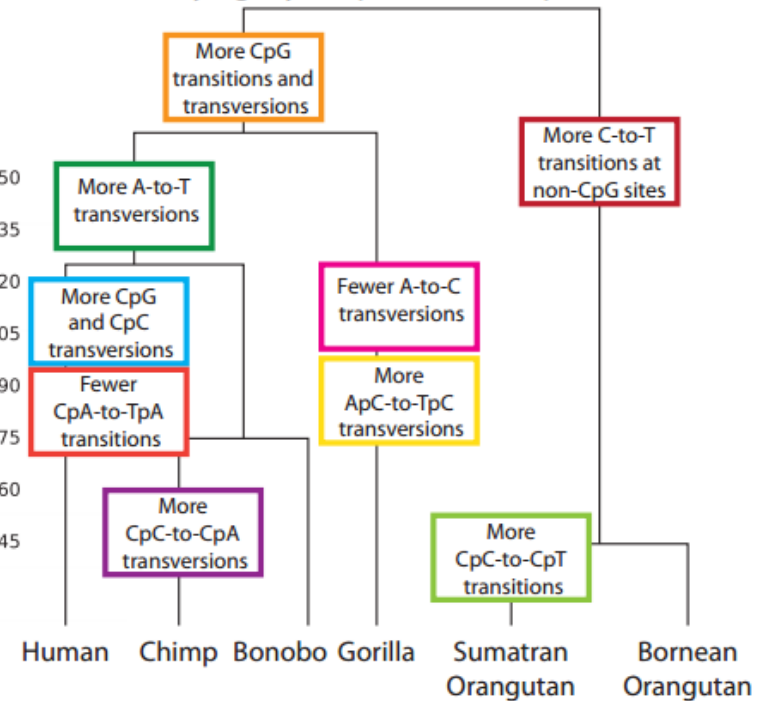 More CpG
transitions and
transversions
More C-to-T
transitions at
non-CpG sites
50
More A-to-T
transversions
35
20
More CpG
and CpC
transversions
Fewer A-to-C
transversions
05
90
Fewer
CpA-to-TpA
transitions
More
ApC-to-TpC
transversions
75
60
More
CpC-to-CpA
transversions
More
CpC-to-CpT
transitions
45
Human
Chimp
Bonobo
Gorilla
Sumatran
Orangutan
Bornean
Orangutan